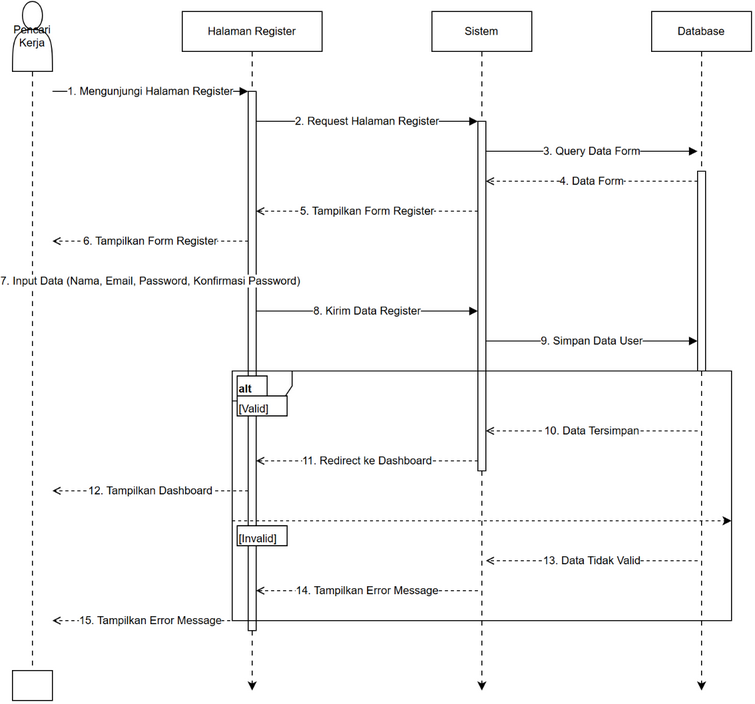 Pencari
Kerja
Halaman Register
Sistem
Database
1. Mengunjungi Halaman Register
2. Request Halaman Register
3. Query Data Form
4. Data Form
5. Tampilkan Form Register
6. Tampilkan Form Register
7. Input Data (Nama, Email, Password, Konfirmasi Password)
8. Kirim Data Register
9. Simpan Data User
alt
[Valid]
10. Data Tersimpan
11. Redirect ke Dashboard
12. Tampilkan Dashboard
[Invalid]
13. Data Tidak Valid
14. Tampilkan Error Message
15. Tampilkan Error Message